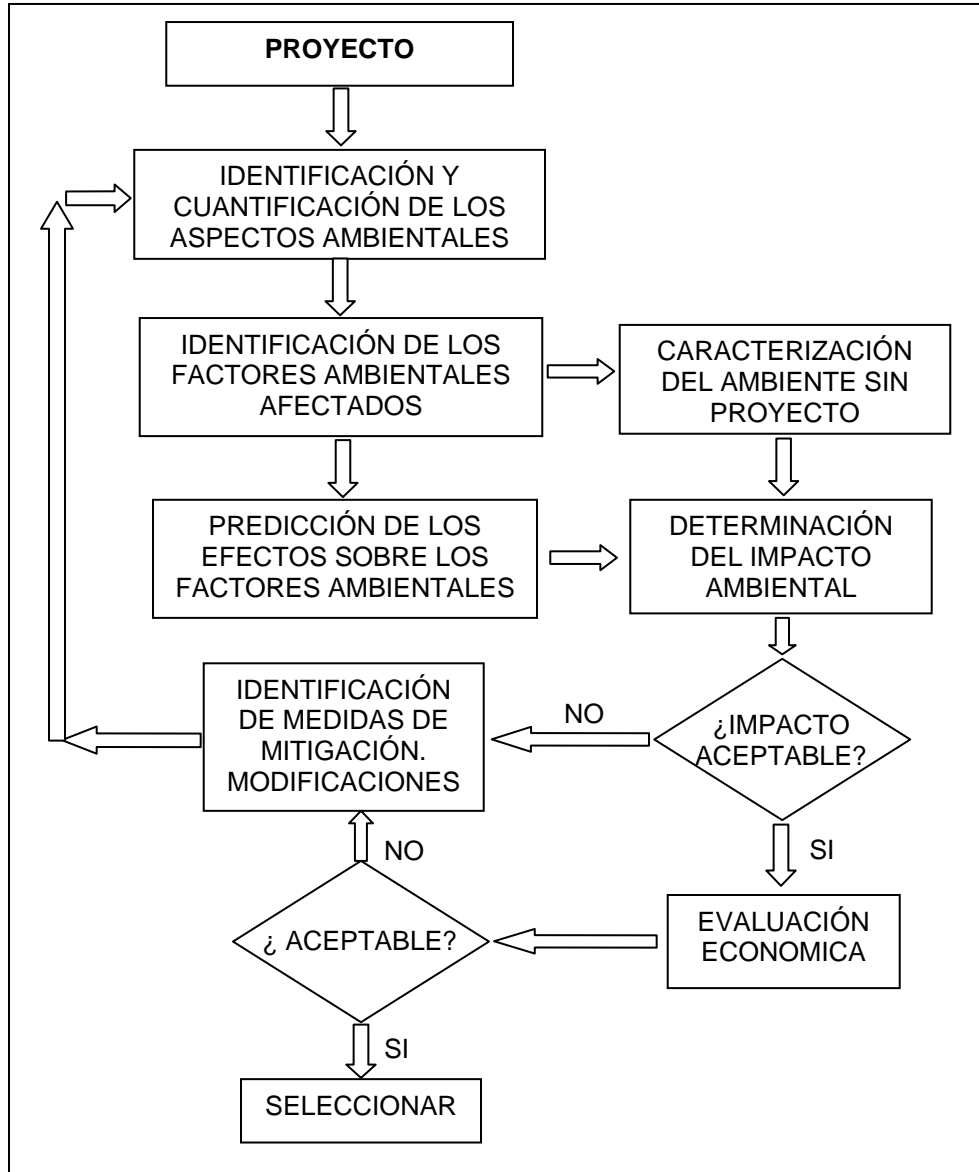 PROYECTO
IDENTIFICACIÓN Y
CUANTIFICACIÓN DE LOS
ASPECTOS AMBIENTALES
IDENTIFICACIÓN DE LOS
FACTORES AMBIENTALES
AFECTADOS
CARACTERIZACIÓN
DEL AMBIENTE SIN
PROYECTO
PREDICCIÓN DE LOS
EFECTOS SOBRE LOS
FACTORES AMBIENTALES
DETERMINACIÓN
DEL IMPACTO
AMBIENTAL
¿IMPACTO
ACEPTABLE?
NO
IDENTIFICACIÓN
DE MEDIDAS DE
MITIGACIÓN.
MODIFICACIONES
SI
EVALUACIÓN
ECONOMICA
¿ ACEPTABLE?
NO
SI
SELECCIONAR